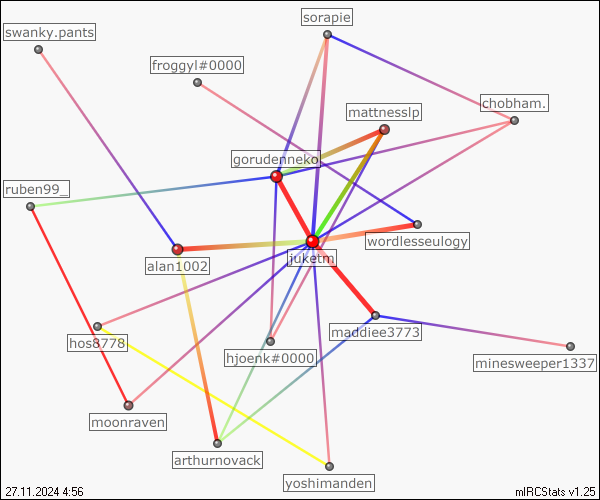 sorapie
swanky.pants
froggyl#0000
chobham.
mattnesslp
gorudenneko
ruben99_
wordlesseulogy
juketm
alan1002
maddiee3773
hos8778
hjoenk#0000
minesweeper1337
moonraven
arthurnovack
yoshimanden
27.11.2024 4:56
mIRCStats v1.25